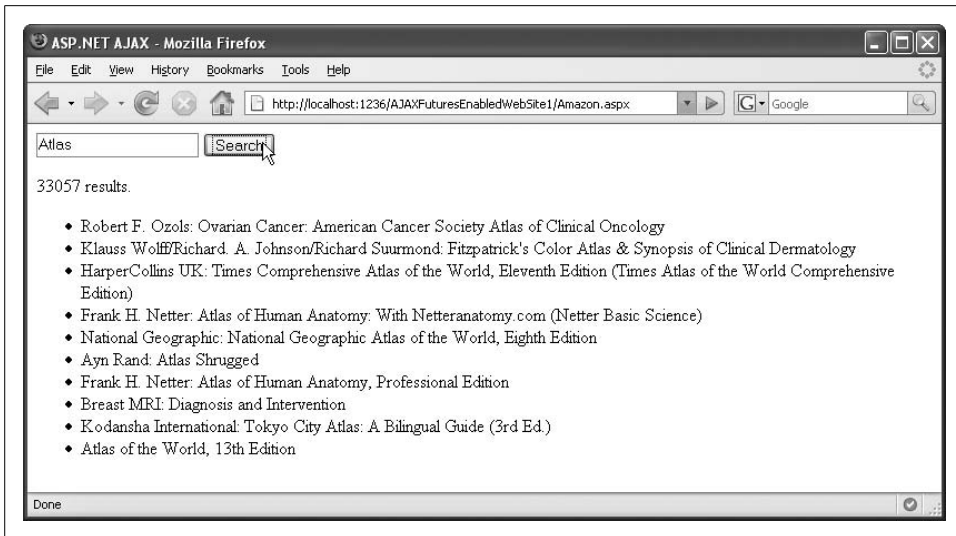 ASP.NET AJAX - Mozilla Firefox
File Edit View History Bookmarks Tools Help
http://localhost:1236/AJAXFuturesEnabledWebSite1/Amazon.aspx G Google
Atlas Search
33057 results.
• Robert F. Ozols: Ovarian Cancer: American Cancer Society Atlas of Clinical Oncology
• Klauss Wolff/Richard. A. Johnson/Richard Suurmond: Fitzpatrick's Color Atlas & Synopsis of Clinical Dermatology
• HarperCollins UK: Times Comprehensive Atlas of the World, Eleventh Edition (Times Atlas of the World Comprehensive
Edition)
• Frank H. Netter: Atlas of Human Anatomy: With Netteranatomy.com (Netter Basic Science)
• National Geographic: National Geographic Atlas of the World, Eighth Edition
• Ayn Rand: Atlas Shrugged
• Frank H. Netter: Atlas of Human Anatomy, Professional Edition
• Breast MRI: Diagnosis and Intervention
• Kodansha International: Tokyo City Atlas: A Bilingual Guide (3rd Ed.)
• Atlas of the World, 13th Edition
Done